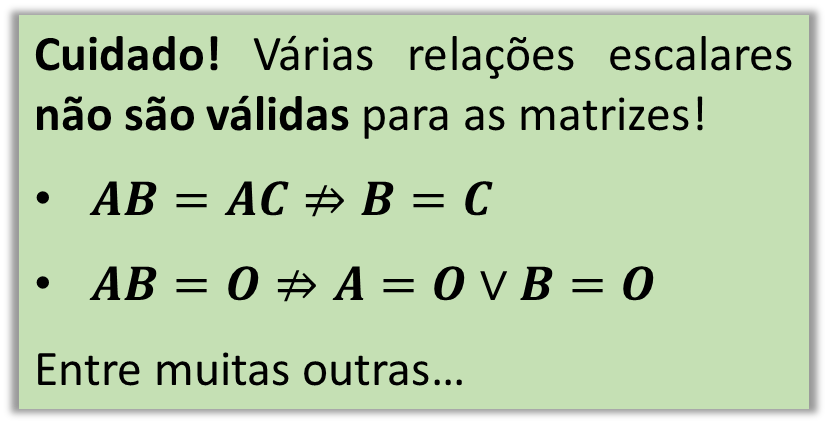 Cuidado! Várias relações escalares
não são válidas para as matrizes!
• AB = AC ⇏ B = C
• AB = O ⇏ A = O ∨ B = O
Entre muitas outras…